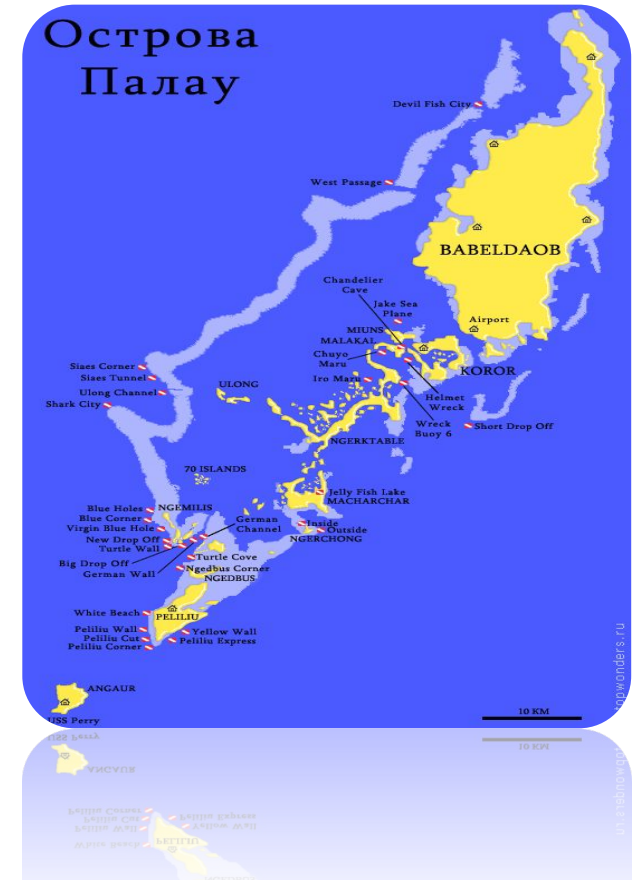 Острова
Палау
Devil Fish City
West Passage
BABELDAOB
Chandelier
Cave
Jake Sea
Plane
Airport
MIUNS
MALAKAL
Chuyo
Maru
Siaes Corner
Siaes Tunnel
KOROR
Iro Maru
ULONG
Ulong Channel
Shark City
Helmet
Wreck
Wreck
Buoy 6
Short Drop Off
NGERKTABLE
70 ISLANDS
Jelly Fish Lake
MACHARCHAR
Blue Holes
NGEMILIS
Blue Corner
German
Channel
Inside
Virgin Blue Hole
Outside
NGERCHONG
New Drop Off
Turtle Wall
Turtle Cove
Big Drop Off
Ngedbus Corner
German Wall
NGEDBUS
White Beach
PELILIU
Peliliu Wall
Yellow Wall
Peliliu Cut
Peliliu Express
Peliliu Corner
ANGAUR
USS Perry
10 KM